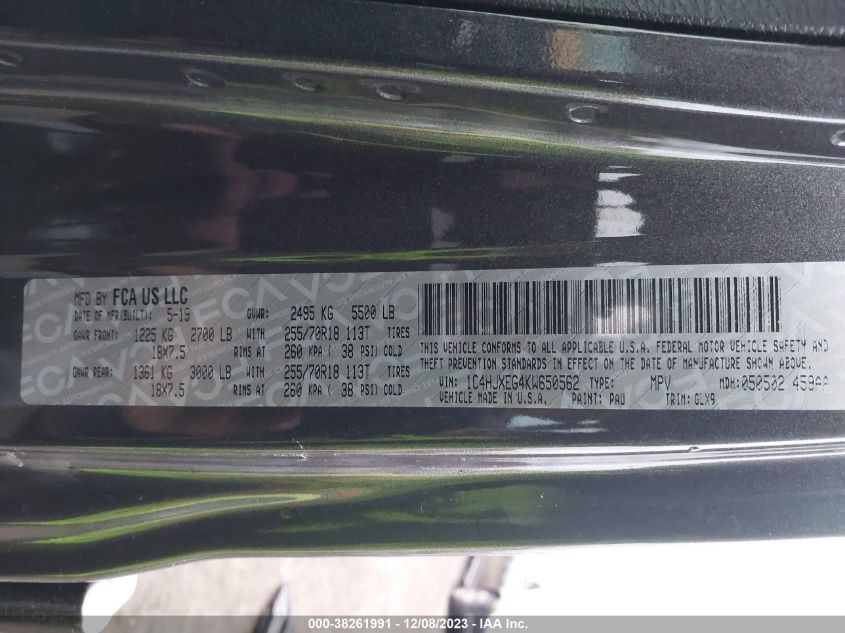 MFD BY FCA US LLC
DATE OF MFR(BUILT): 5-19 GVWR: 2495 KG 5500 LB
GAWR FRONT: 1225 KG 2700 LB WITH 255/70R18 113T TIRES
18X7.5 RIMS AT 260 KPA ( 38 PSI) COLD
GAWR REAR: 1361 KG 3000 LB WITH 255/70R18 113T TIRES
18X7.5 RIMS AT 260 KPA ( 38 PSI) COLD
THIS VEHICLE CONFORMS TO ALL APPLICABLE U.S.A. FEDERAL MOTOR VEHICLE SAFETY AND
THEFT PREVENTION STANDARDS IN EFFECT ON THE DATE OF MANUFACTURE SHOWN ABOVE.
VIN: 1C4HJXEG4KW650562 TYPE: MPV MDH: 050502 459AA
VEHICLE MADE IN U.S.A. PAINT: PAU TRIM: GLX9
000-38261991 - 12/08/2023 - IAA Inc.